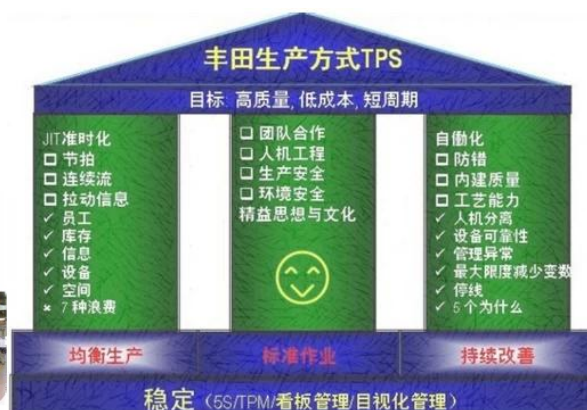 丰田生产方式TPS
目标: 高质量, 低成本, 短周期
JIT准时化
节拍
连续流
拉动信息
员工
库存
信息
设备
空间
7种浪费
团队合作
人机工程
生产安全
环境安全
精益思想与文化
自働化
防错
内建质量
工艺能力
人机分离
设备可靠性
管理异常
最大限度减少变数
停线
5个为什么
均衡生产
标准作业
持续改善
稳定（5S/TPM/看板管理/目视化管理）